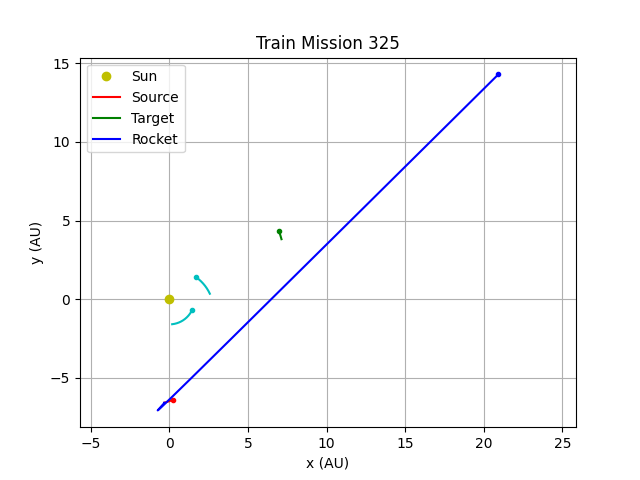 Train Mission 325
Sun
Source
Target
Rocket
15
10
5
0
−5
y (AU)
−5
0
5
10
15
20
25
x (AU)